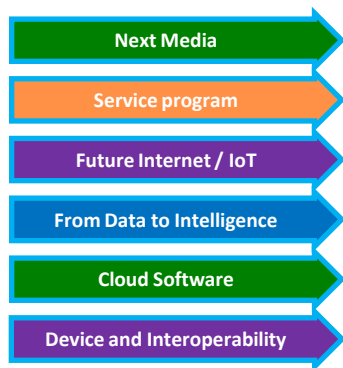 Next Media
Service program
Future Internet / IoT
From Data to Intelligence
Cloud Software
Device and Interoperability